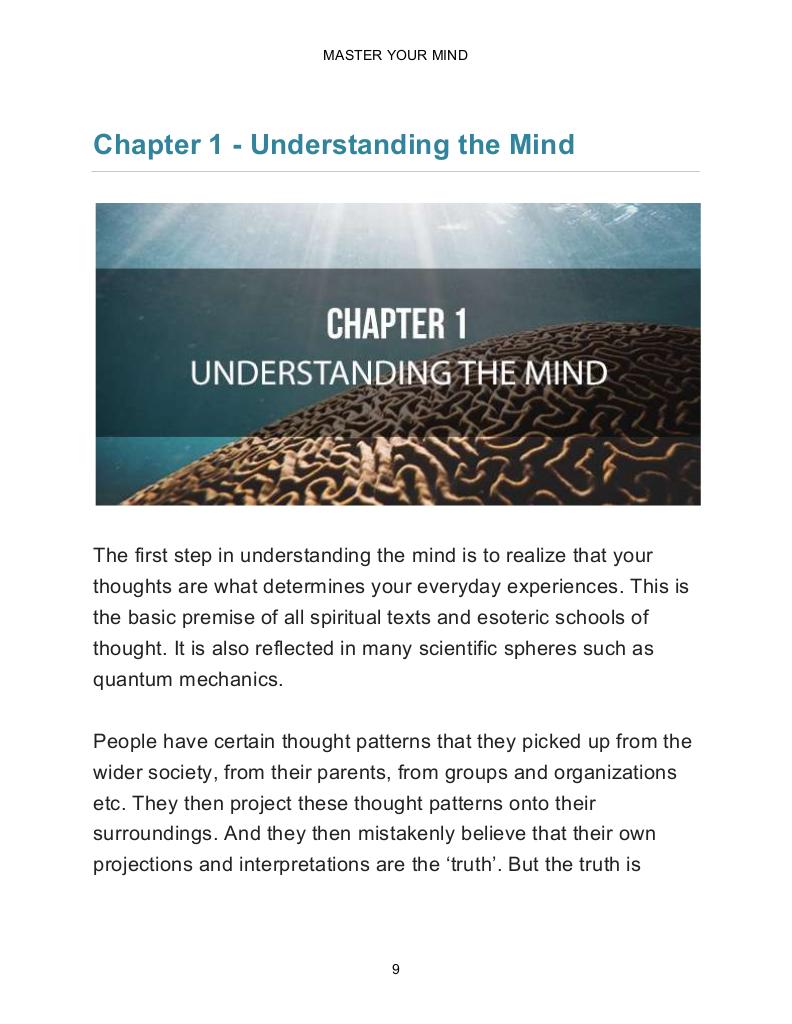 MASTER YOUR MIND
Chapter 1 - Understanding the Mind
CHAPTER 1
UNDERSTANDING THE MIND
The first step in understanding the mind is to realize that your
thoughts are what determines your everyday experiences. This is
the basic premise of all spiritual texts and esoteric schools of
thought. It is also reflected in many scientific spheres such as
quantum mechanics.
People have certain thought patterns that they picked up from the
wider society, from their parents, from groups and organizations
etc. They then project these thought patterns onto their
surroundings. And they then mistakenly believe that their own
projections and interpretations are the ‘truth’. But the truth is
9